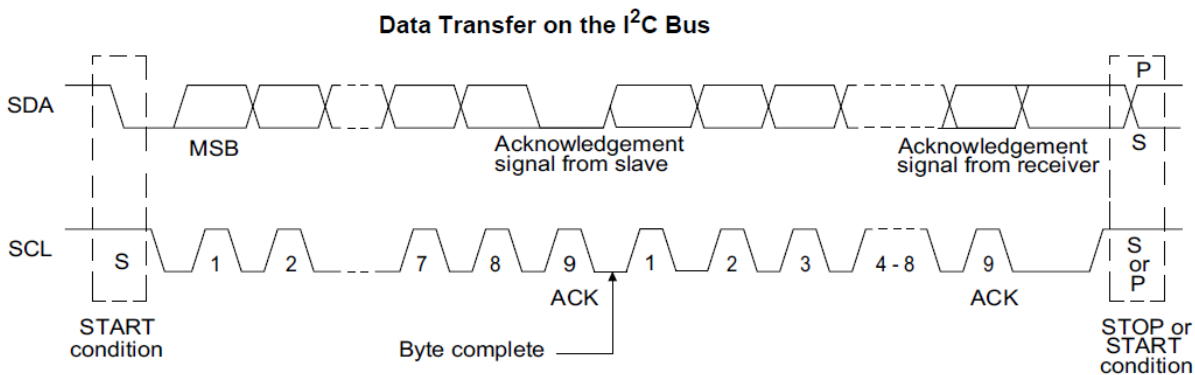 Data Transfer on the I²C Bus
P
SDA
MSB
Acknowledgement
signal from slave
Acknowledgement
signal from receiver
S
SCL
S
1
2
7
8
9
1
2
3
4 - 8
9
S
or
P
ACK
ACK
START
condition
Byte complete
STOP or
START
condition